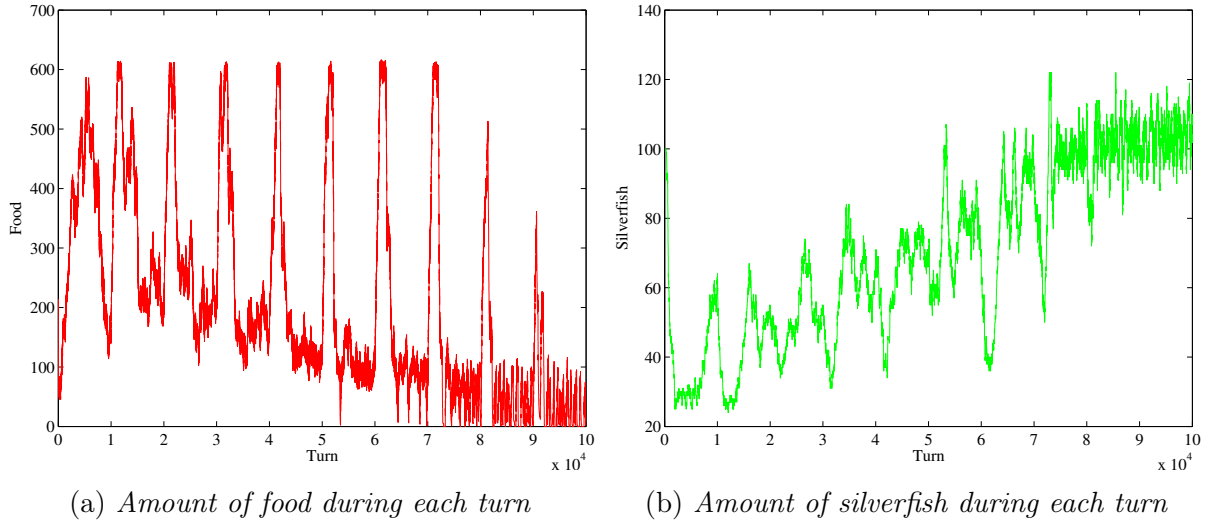 700
600
500
400
300
200
100
0
Food
0 1 2 3 4 5 6 7 8 9 10
Turn
x 10^4
(a) Amount of food during each turn
140
120
100
80
60
40
20
Silverfish
0 1 2 3 4 5 6 7 8 9 10
Turn
x 10^4
(b) Amount of silverfish during each turn